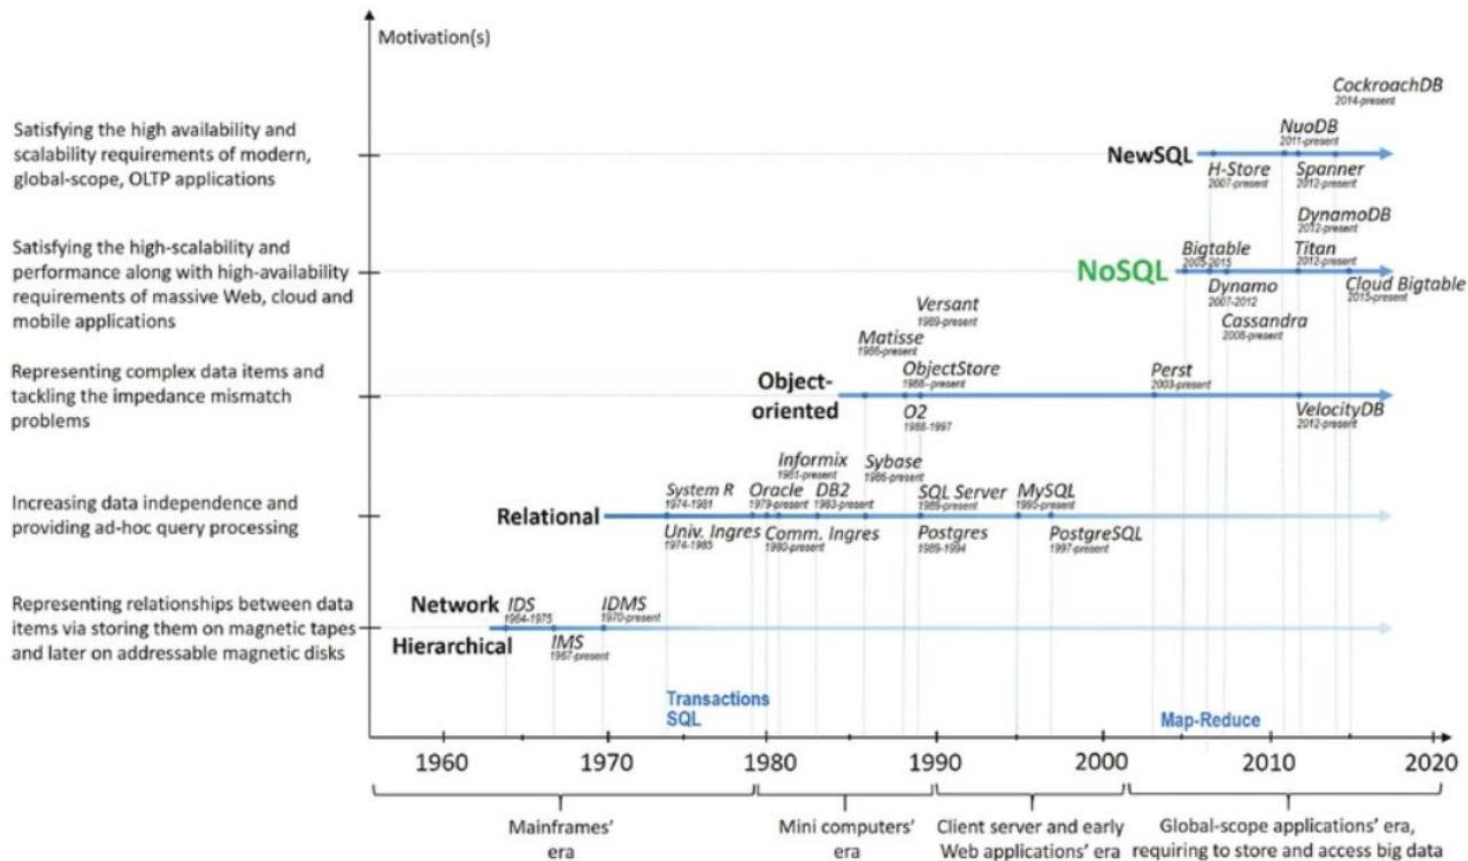 Motivation(s)
CockroachDB
2014-present
Satisfying the high availability and
scalability requirements of modern,
global-scope, OLTP applications
NuoDB
2011-present
NewSQL
H-Store
2007-present
Spanner
2012-present
DynamoDB
2012-present
Satisfying the high-scalability and
performance along with high-availability
requirements of massive Web, cloud and
mobile applications
Bigtable
2005-2015
Titan
2012-present
NoSQL
Dynamo
2007-2012
Cloud Bigtable
2015-present
Cassandra
2008-present
Versant
1989-present
Matisse
1986-present
Representing complex data items and
tackling the impedance mismatch
problems
ObjectStore
1988-present
Perst
2003-present
Object-
oriented
O2
1988-1997
VelocityDB
2012-present
Informix
1981-present
Sybase
1986-present
Increasing data independence and
providing ad-hoc query processing
System R
1974-1981
Oracle
1979-present
DB2
1983-present
SQL Server
1989-present
MySQL
1995-present
Relational
Univ. Ingres
1974-1985
Comm. Ingres
1980-present
Postgres
1989-1994
PostgreSQL
1997-present
Representing relationships between data
items via storing them on magnetic tapes
and later on addressable magnetic disks
Network
IDS
1964-1975
IDMS
1970-present
Hierarchical
IMS
1967-present
Transactions
SQL
Map-Reduce
1960 1970 1980 1990 2000 2010 2020
Mainframes'
era
Mini computers'
era
Client server and early
Web applications' era
Global-scope applications' era,
requiring to store and access big data